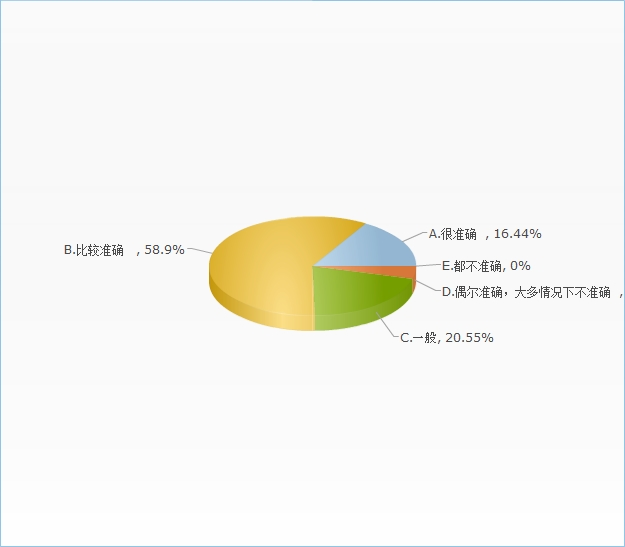 A.很准确 , 16.44%
B.比较准确 , 58.9%
E.都不准确, 0%
D.偶尔准确，大多情况下不准确 ,
C.一般, 20.55%